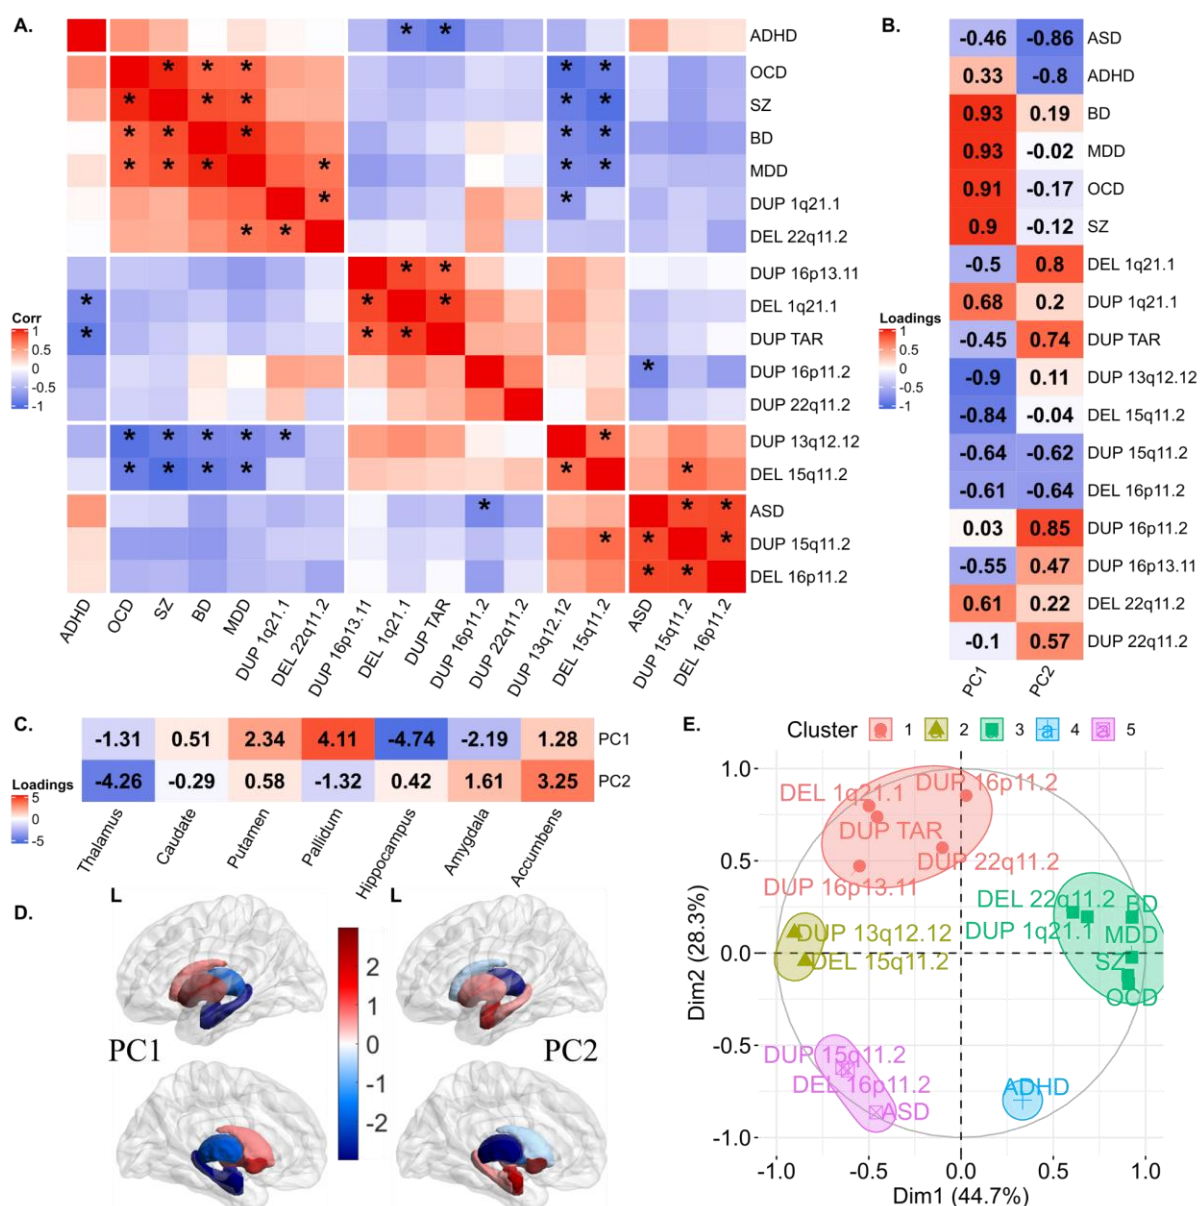 A.
ADHD
OCD
SZ
BD
MDD
DUP 1q21.1
DEL 22q11.2
DUP 16p13.11
DEL 1q21.1
DUP TAR
DUP 16p11.2
DUP 22q11.2
DUP 13q12.12
DEL 15q11.2
ASD
DUP 15q11.2
DEL 16p11.2
Corr
1
0.5
0
-0.5
-1
ADHD
OCD
SZ
BD
MDD
DUP 1q21.1
DEL 22q11.2
DUP 16p13.11
DEL 1q21.1
DUP TAR
DUP 16p11.2
DUP 22q11.2
DUP 13q12.12
DEL 15q11.2
ASD
DUP 15q11.2
DEL 16p11.2
B.
-0.46 -0.86 ASD
0.33 -0.8 ADHD
0.93 0.19 BD
0.93 -0.02 MDD
0.91 -0.17 OCD
0.9 -0.12 SZ
-0.5 0.8 DEL 1q21.1
0.68 0.2 DUP 1q21.1
-0.45 0.74 DUP TAR
-0.9 0.11 DUP 13q12.12
-0.84 -0.04 DEL 15q11.2
-0.64 -0.62 DUP 15q11.2
-0.61 -0.64 DEL 16p11.2
0.03 0.85 DUP 16p11.2
-0.55 0.47 DUP 16p13.11
0.61 0.22 DEL 22q11.2
-0.1 0.57 DUP 22q11.2
PC1 PC2
Loadings
1
0.5
0
-0.5
-1
C.
-1.31 0.51 2.34 4.11 -4.74 -2.19 1.28 PC1
-4.26 -0.29 0.58 -1.32 0.42 1.61 3.25 PC2
Loadings
5
0
-5
Thalamus
Caudate
Putamen
Pallidum
Hippocampus
Amygdala
Accumbens
D.
L
L
PC1
PC2
2
1
0
-1
-2
E.
Cluster 1 2 3 4 5
DUP 16p11.2
DEL 1q21.1
DUP TAR
DUP 22q11.2
DUP 16p13.11
DEL 22q11.2
BD
DUP 1q21.1
MDD
DUP 13q12.12
DEL 15q11.2
SZ
OCD
DUP 15q11.2
DEL 16p11.2
ASD
ADHD
Dim2 (28.3%)
1.0
0.5
0.0
-0.5
-1.0
-1.0 -0.5 0.0 0.5 1.0
Dim1 (44.7%)